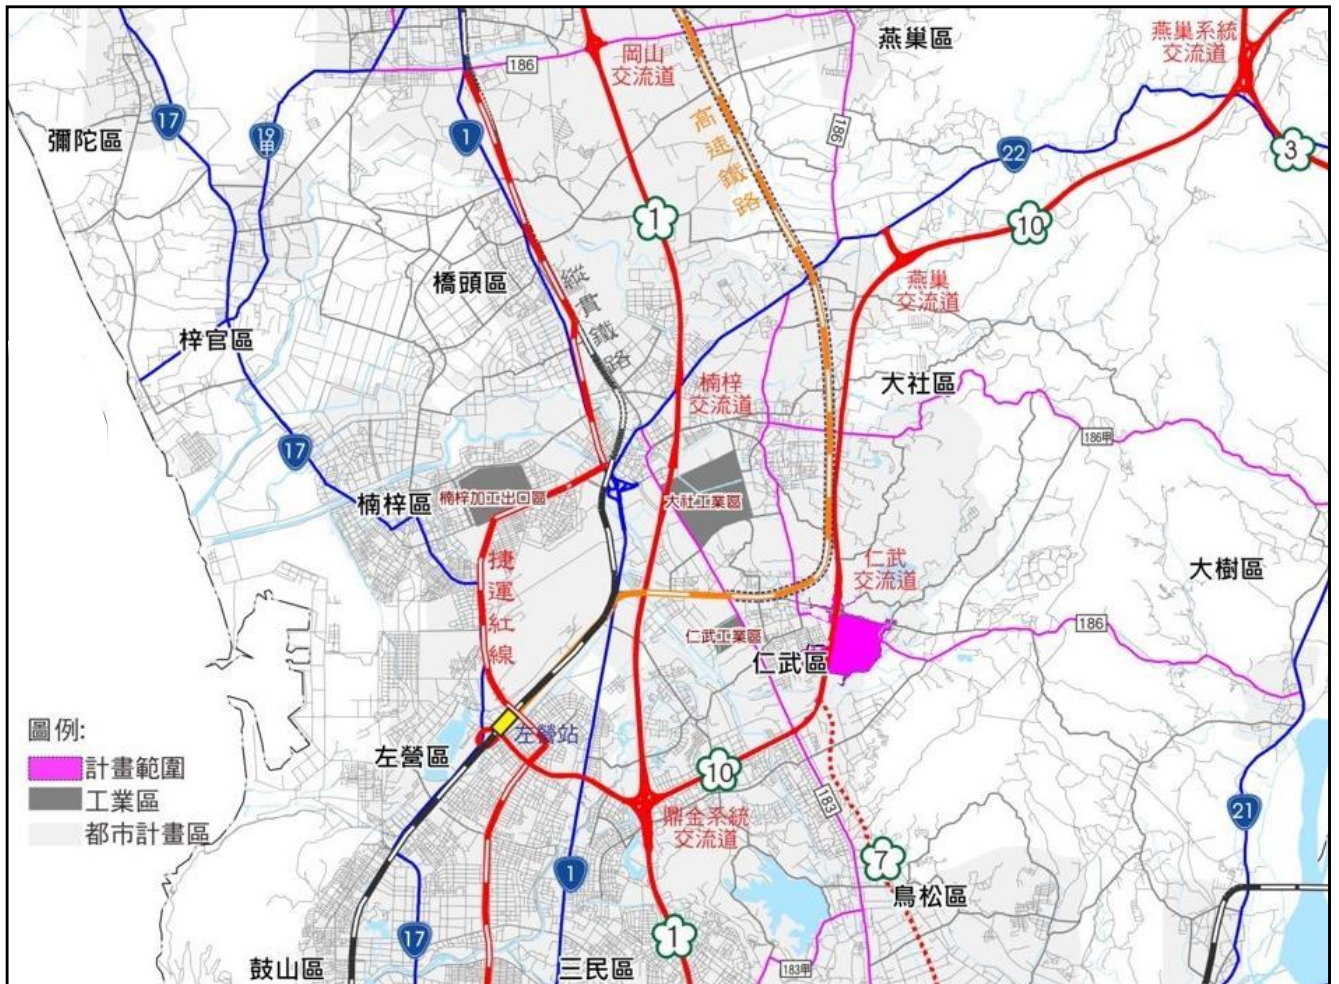 燕巢區
燕巢系統
交流道
岡山
交流道
186
17
19
甲
1
高速鐵路
186
22
3
彌陀區
1
10
橋頭區
縱貫鐵路
燕巢
交流道
梓官區
楠梓
交流道
大社區
186甲
17
楠梓區
楠梓加工出口區
大社工業區
捷運紅線
仁武
交流道
大樹區
186
仁武工業區
仁武區
圖例:
計畫範圍
工業區
都市計畫區
左營區
左營站
10
183
鼎金系統
交流道
21
7
1
鳥松區
17
1
鼓山區
三民區
183甲